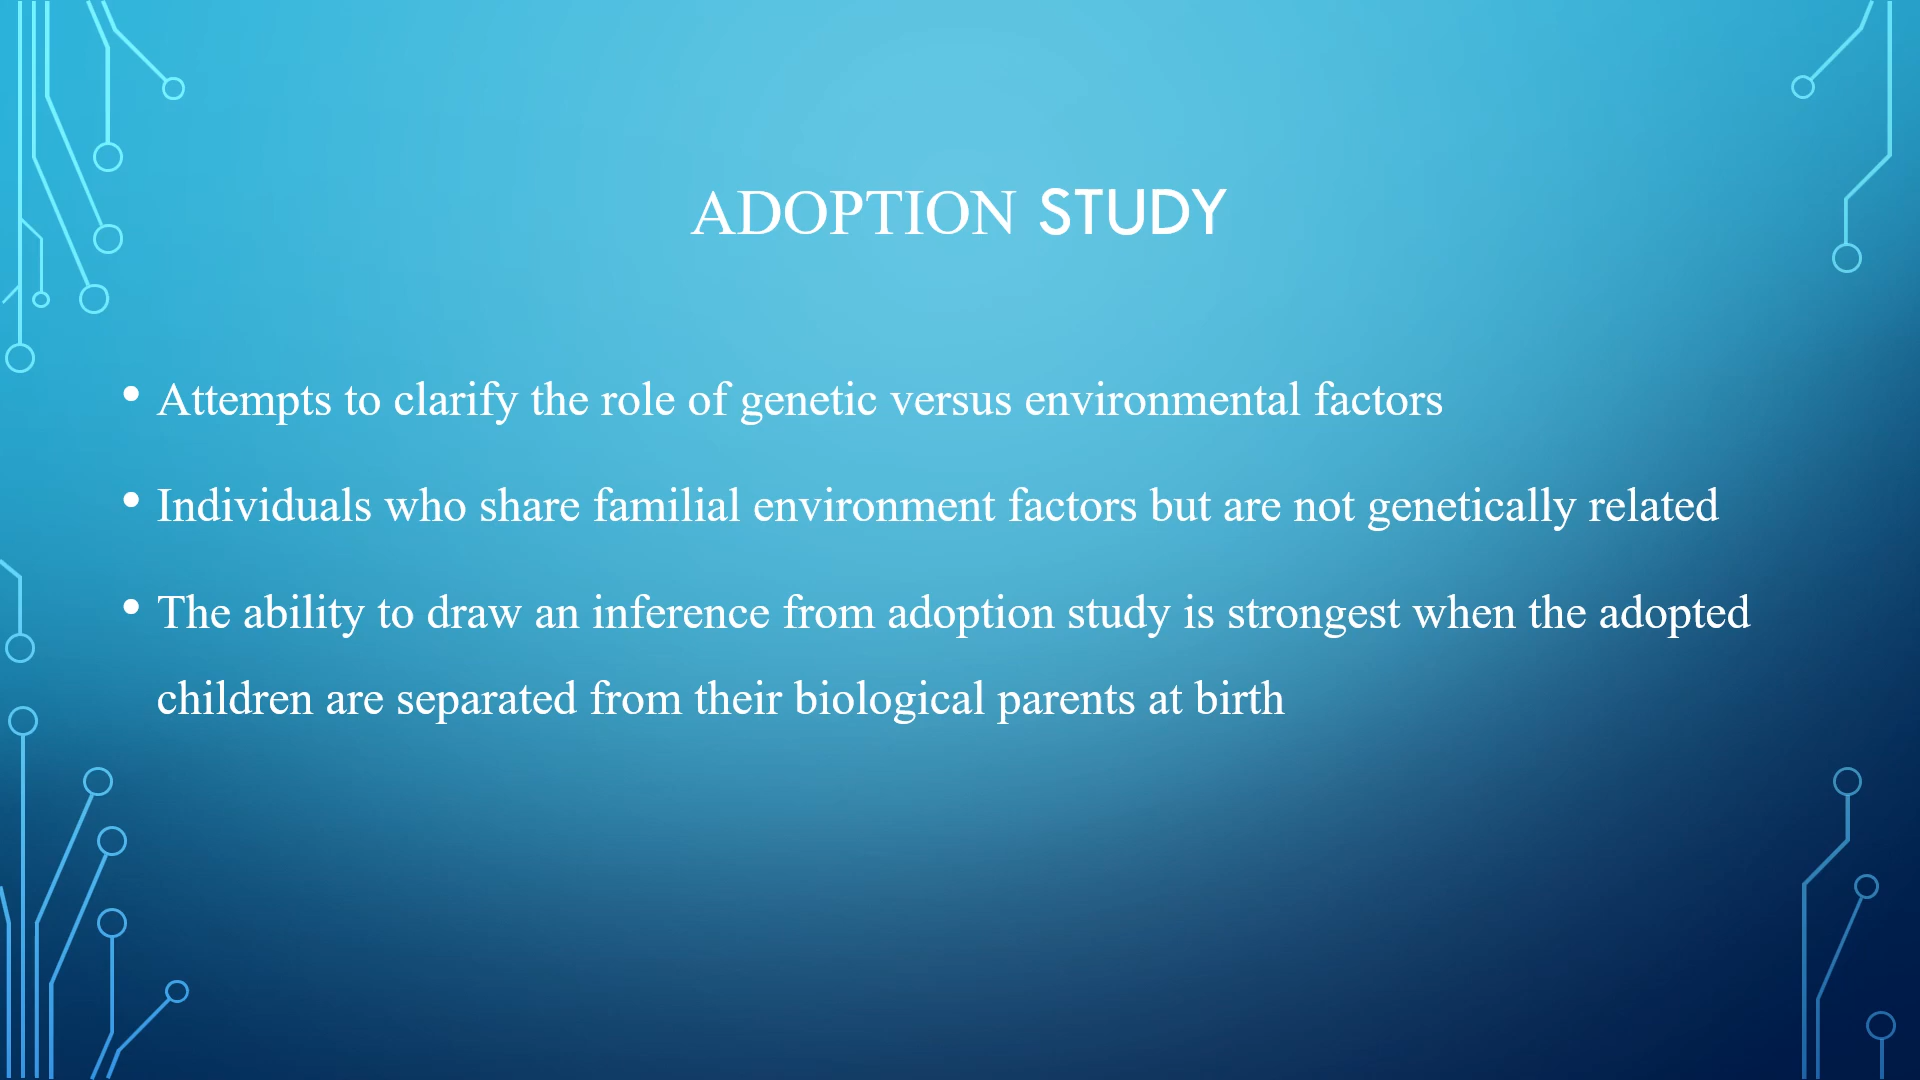 ADOPTION STUDY
• Attempts to clarify the role of genetic versus environmental factors
• Individuals who share familial environment factors but are not genetically related
• The ability to draw an inference from adoption study is strongest when the adopted
children are separated from their biological parents at birth